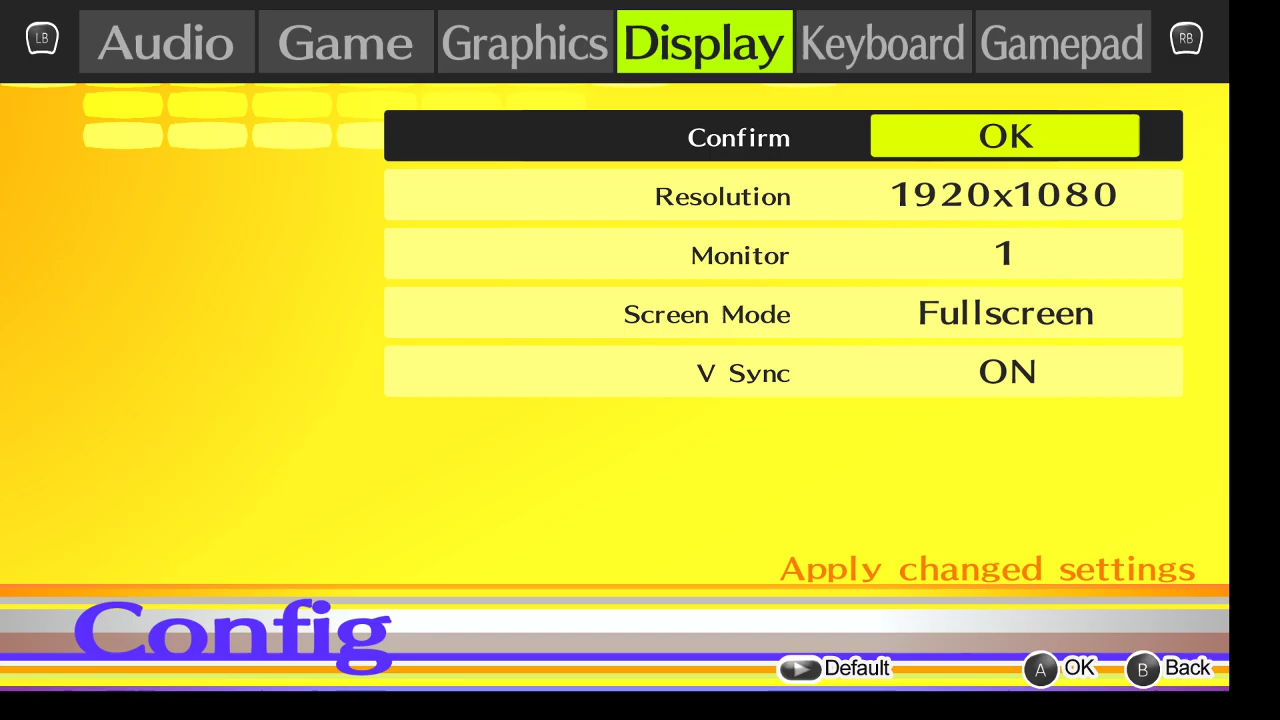 LB Audio Game Graphics Display Keyboard Gamepad RB
Confirm OK
Resolution 1920x1080
Monitor 1
Screen Mode Fullscreen
V Sync ON
Apply changed settings
Config
Default A OK B Back